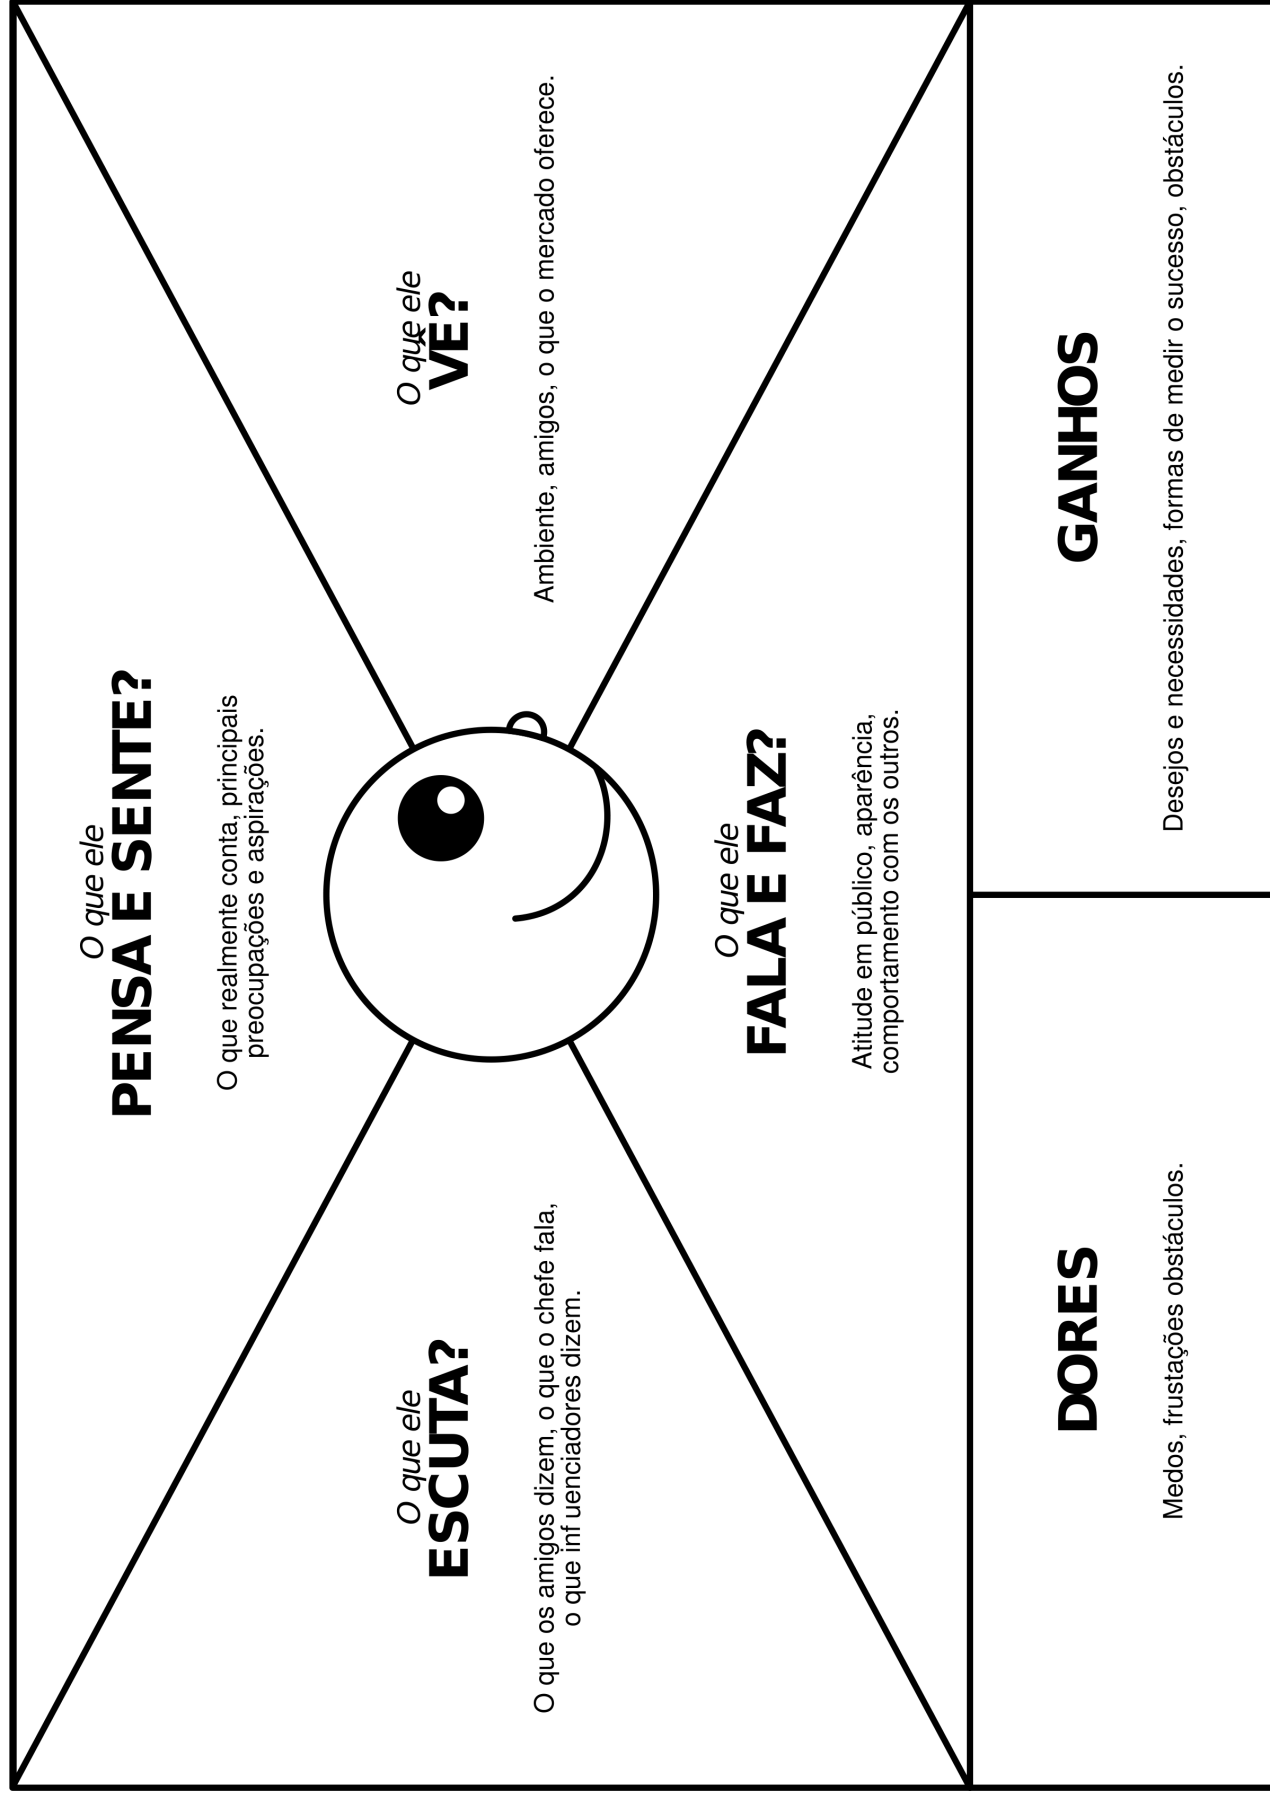 O que ele
PENSA E SENTE?
O que realmente conta, principais
preocupações e aspirações.
O que ele
ESCUTA?
O que os amigos dizem, o que o chefe fala,
o que inf uenciadores dizem.
O que ele
VÊ?
Ambiente, amigos, o que o mercado oferece.
O que ele
FALA E FAZ?
Atitude em público, aparência,
comportamento com os outros.
DORES
Medos, frustações obstáculos.
GANHOS
Desejos e necessidades, formas de medir o sucesso, obstáculos.